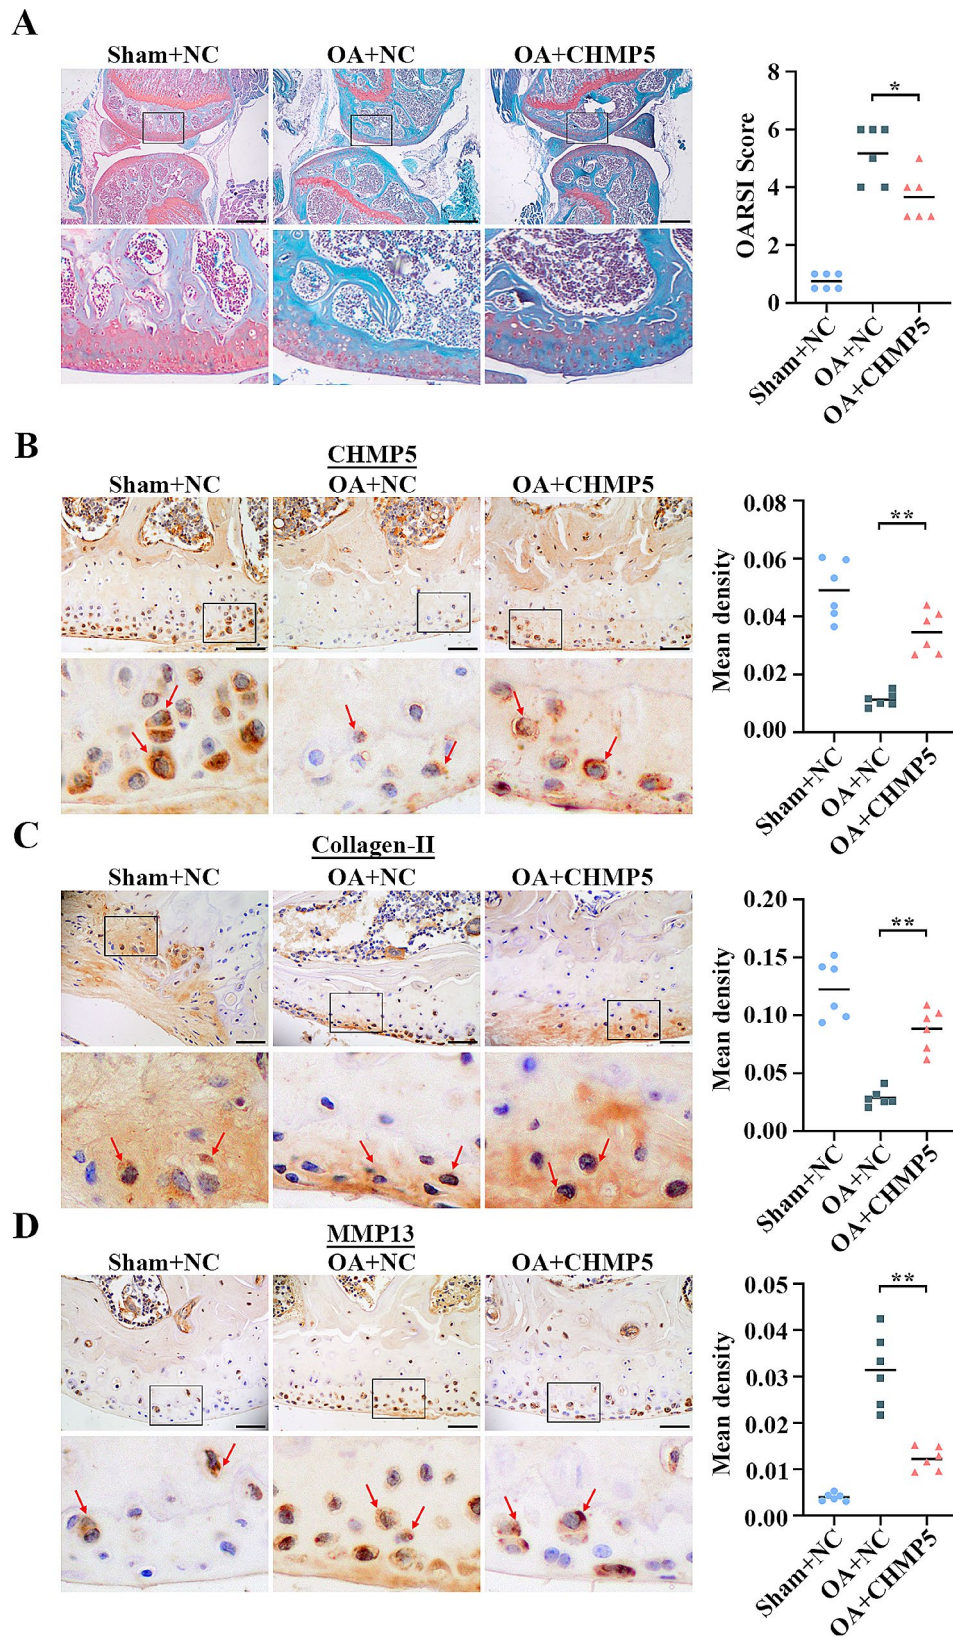 A
Sham+NC OA+NC OA+CHMP5
OARSI Score
8
6
4
2
0
*
Sham+NC
OA+NC
OA+CHMP5
B
CHMP5
Sham+NC OA+NC OA+CHMP5
Mean density
0.08
0.06
0.04
0.02
0.00
**
Sham+NC
OA+NC
OA+CHMP5
C
Collagen-II
Sham+NC OA+NC OA+CHMP5
Mean density
0.20
0.15
0.10
0.05
0.00
**
Sham+NC
OA+NC
OA+CHMP5
D
MMP13
Sham+NC OA+NC OA+CHMP5
Mean density
0.05
0.04
0.03
0.02
0.01
0.00
**
Sham+NC
OA+NC
OA+CHMP5